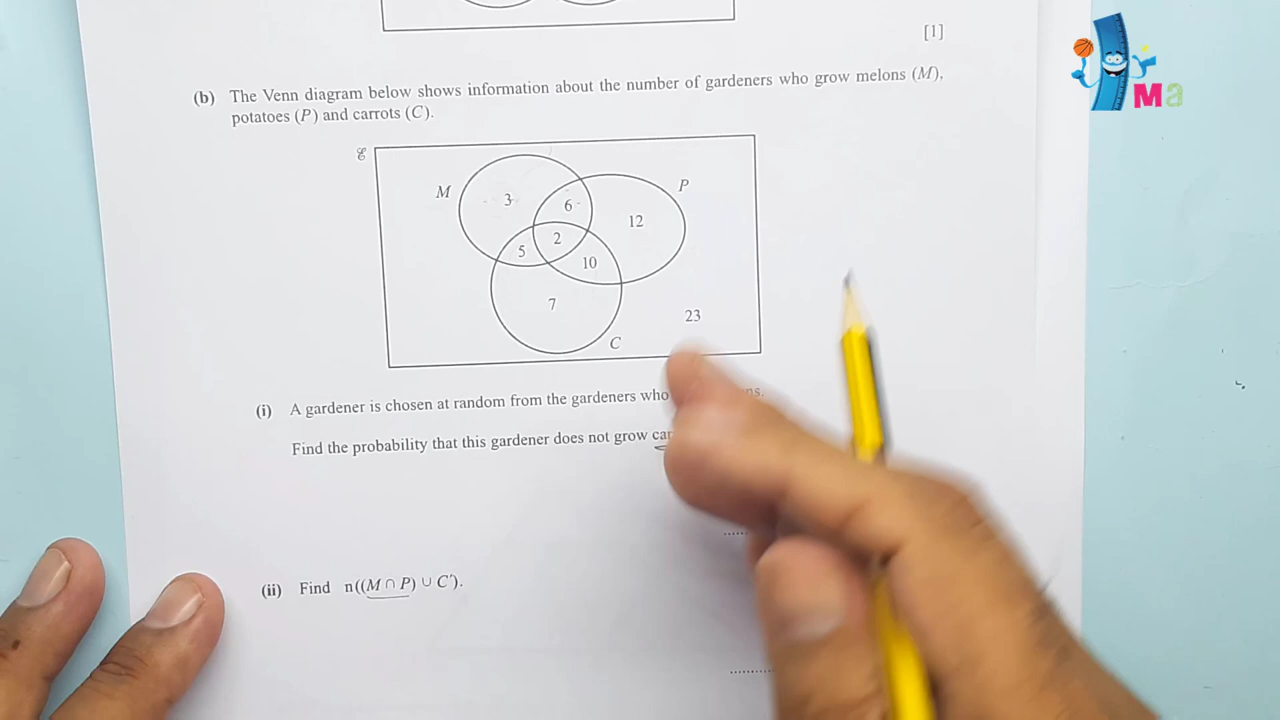 [1]
(b) The Venn diagram below shows information about the number of gardeners who grow melons (M),
potatoes (P) and carrots (C).
ℰ
M
P
3
6
12
2
5
10
7
23
C
(i) A gardener is chosen at random from the gardeners who
Find the probability that this gardener does not grow
(ii) Find n((M ∩ P) ∪ C′).
Ma